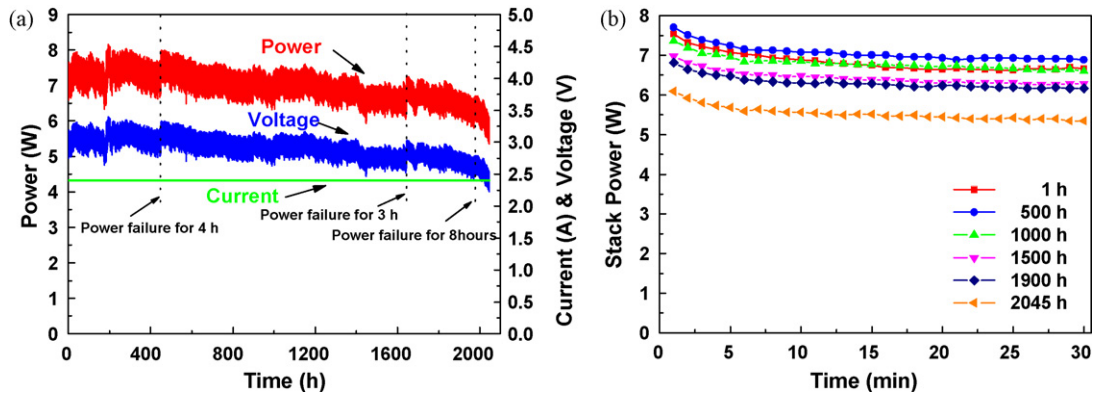 (a)
Power (W)
9
8
7
6
5
4
3
2
1
0
0
400
800
1200
1600
2000
Time (h)
5.0
4.5
4.0
3.5
3.0
2.5
2.0
1.5
1.0
0.5
0.0
Current (A) & Voltage (V)
Power
Voltage
Current
Power failure for 4 h
Power failure for 3 h
Power failure for 8hours
(b)
Stack Power (W)
8
7
6
5
4
3
2
1
0
0
5
10
15
20
25
30
Time (min)
1 h
500 h
1000 h
1500 h
1900 h
2045 h